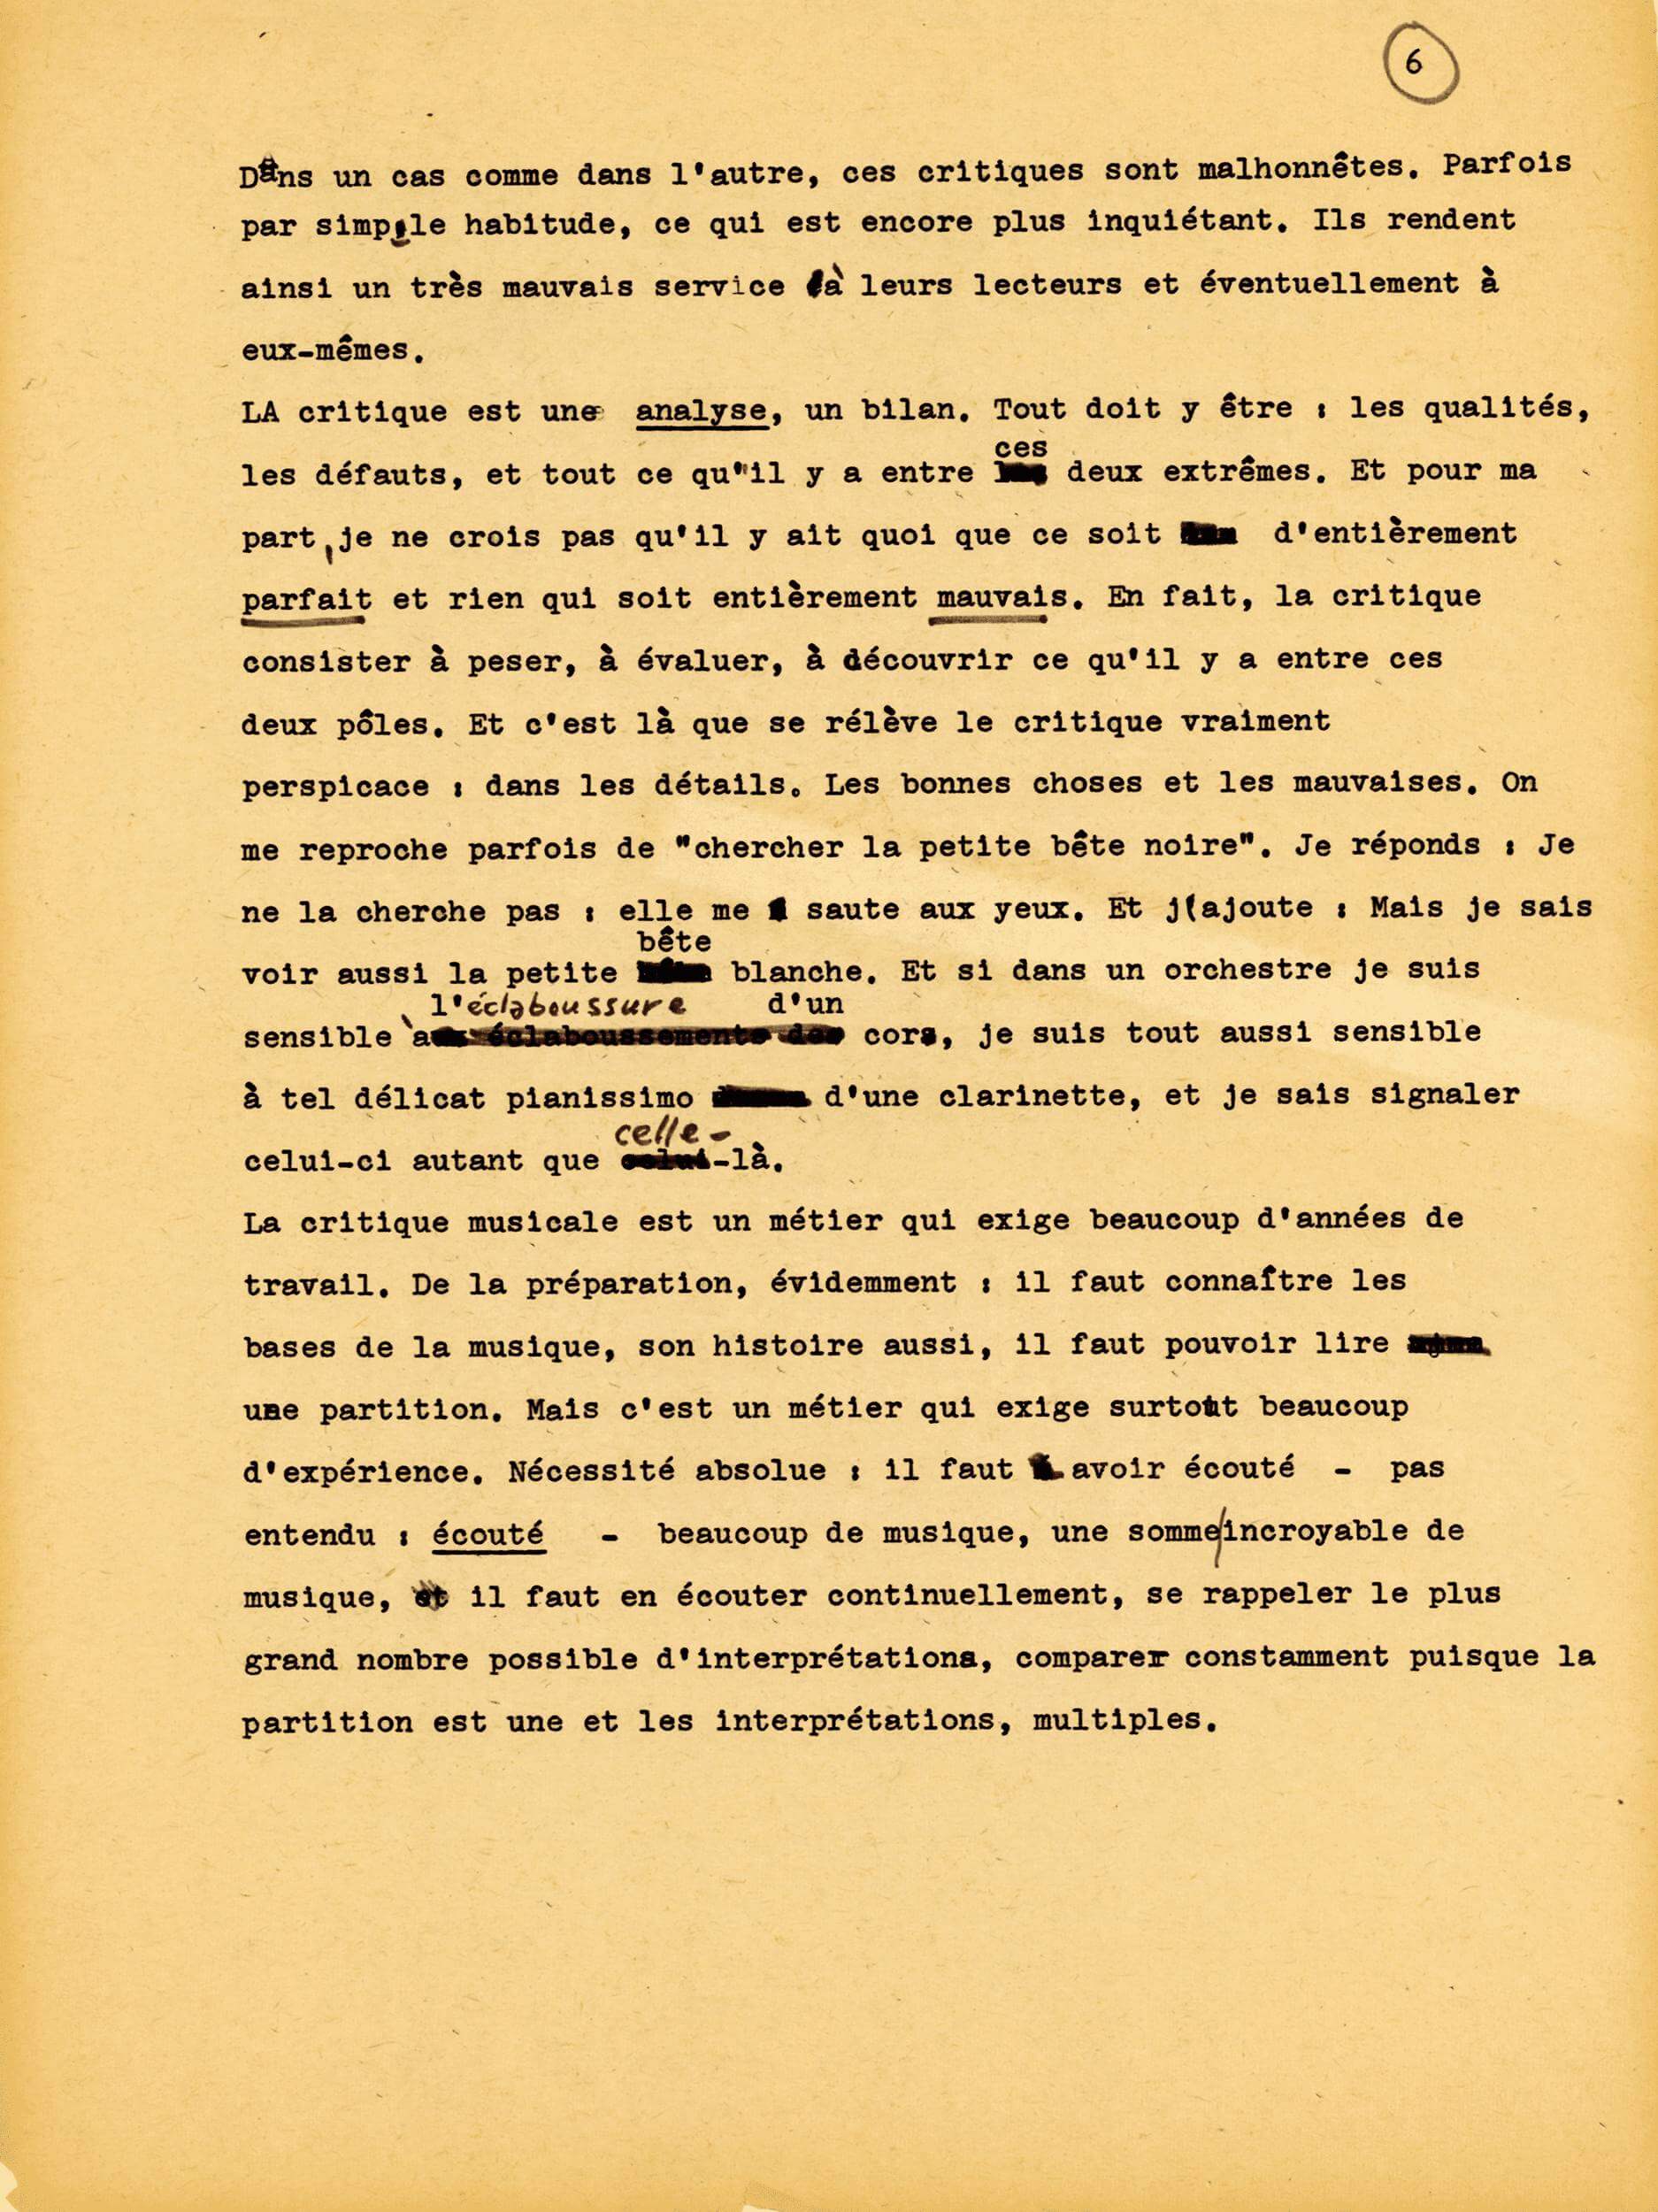 6
Dans un cas comme dans l'autre, ces critiques sont malhonnêtes. Parfois
par simple habitude, ce qui est encore plus inquiétant. Ils rendent
ainsi un très mauvais service à leurs lecteurs et éventuellement à
eux-mêmes.
LA critique est une analyse, un bilan. Tout doit y être : les qualités,
ces
les défauts, et tout ce qu'il y a entre les deux extrêmes. Et pour ma
part, je ne crois pas qu'il y ait quoi que ce soit d'entièrement
parfait et rien qui soit entièrement mauvais. En fait, la critique
consister à peser, à évaluer, à découvrir ce qu'il y a entre ces
deux pôles. Et c'est là que se rélève le critique vraiment
perspicace : dans les détails. Les bonnes choses et les mauvaises. On
me reproche parfois de "chercher la petite bête noire". Je réponds : Je
ne la cherche pas : elle me saute aux yeux. Et j(ajoute : Mais je sais
bête
voir aussi la petite blanche. Et si dans un orchestre je suis
l'éclaboussure d'un
sensible à aux éclaboussements des cor, je suis tout aussi sensible
à tel délicat pianissimo d'une clarinette, et je sais signaler
celle-
celui-ci autant que celui-là.
La critique musicale est un métier qui exige beaucoup d'années de
travail. De la préparation, évidemment : il faut connaître les
bases de la musique, son histoire aussi, il faut pouvoir lire
une partition. Mais c'est un métier qui exige surtout beaucoup
d'expérience. Nécessité absolue : il faut avoir écouté - pas
entendu : écouté - beaucoup de musique, une somme incroyable de
musique, et il faut en écouter continuellement, se rappeler le plus
grand nombre possible d'interprétations, comparer constamment puisque la
partition est une et les interprétations, multiples.